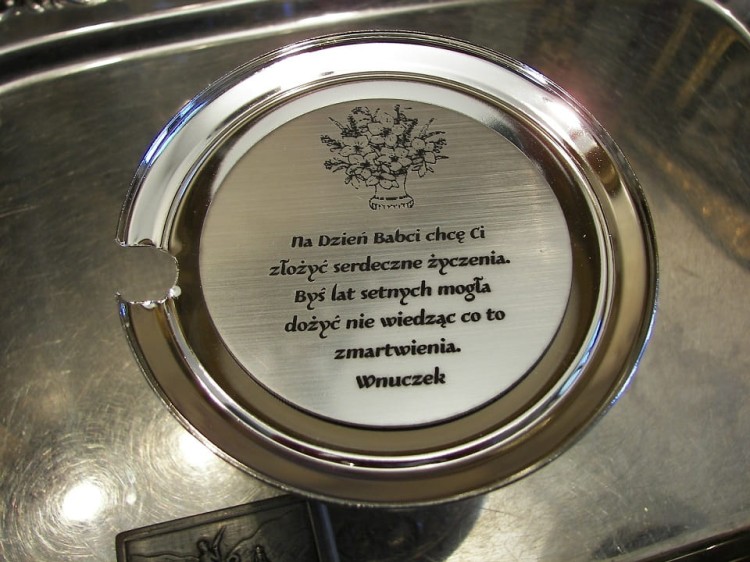 Na Dzień Babci chcę Ci
złożyć serdeczne życzenia.
Byś lat setnych mogła
dożyć nie wiedząc co to
zmartwienia.
Wnuczek